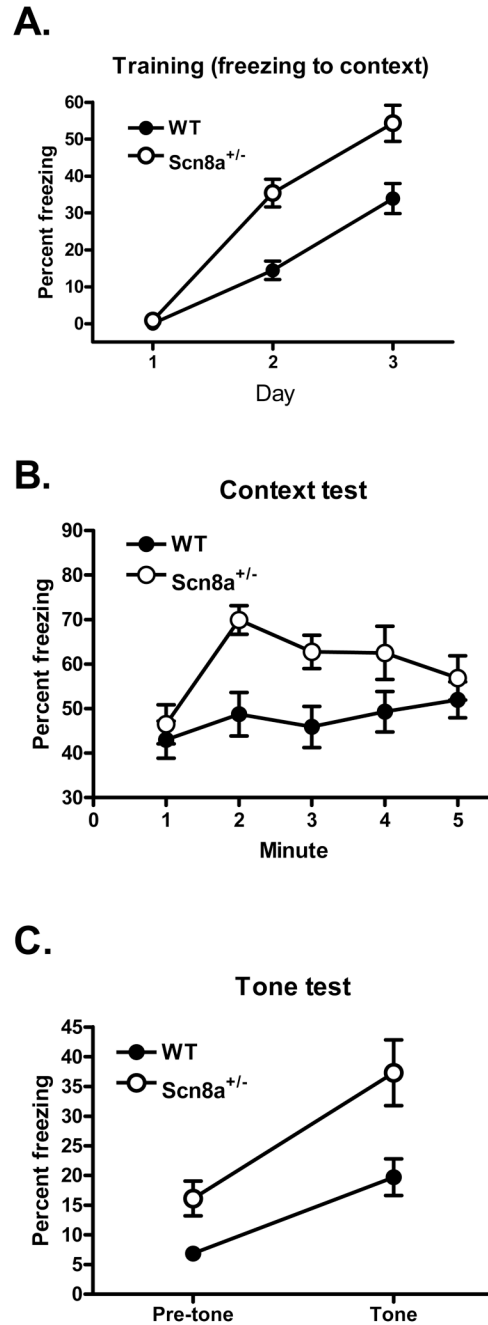 A.
Training (freezing to context)
60
50
40
30
20
10
0
Percent freezing
WT
Scn8a+/-
1 2 3
Day
B.
Context test
90
80
70
60
50
40
30
Percent freezing
WT
Scn8a+/-
0 1 2 3 4 5
Minute
C.
Tone test
45
40
35
30
25
20
15
10
5
0
Percent freezing
WT
Scn8a+/-
Pre-tone Tone